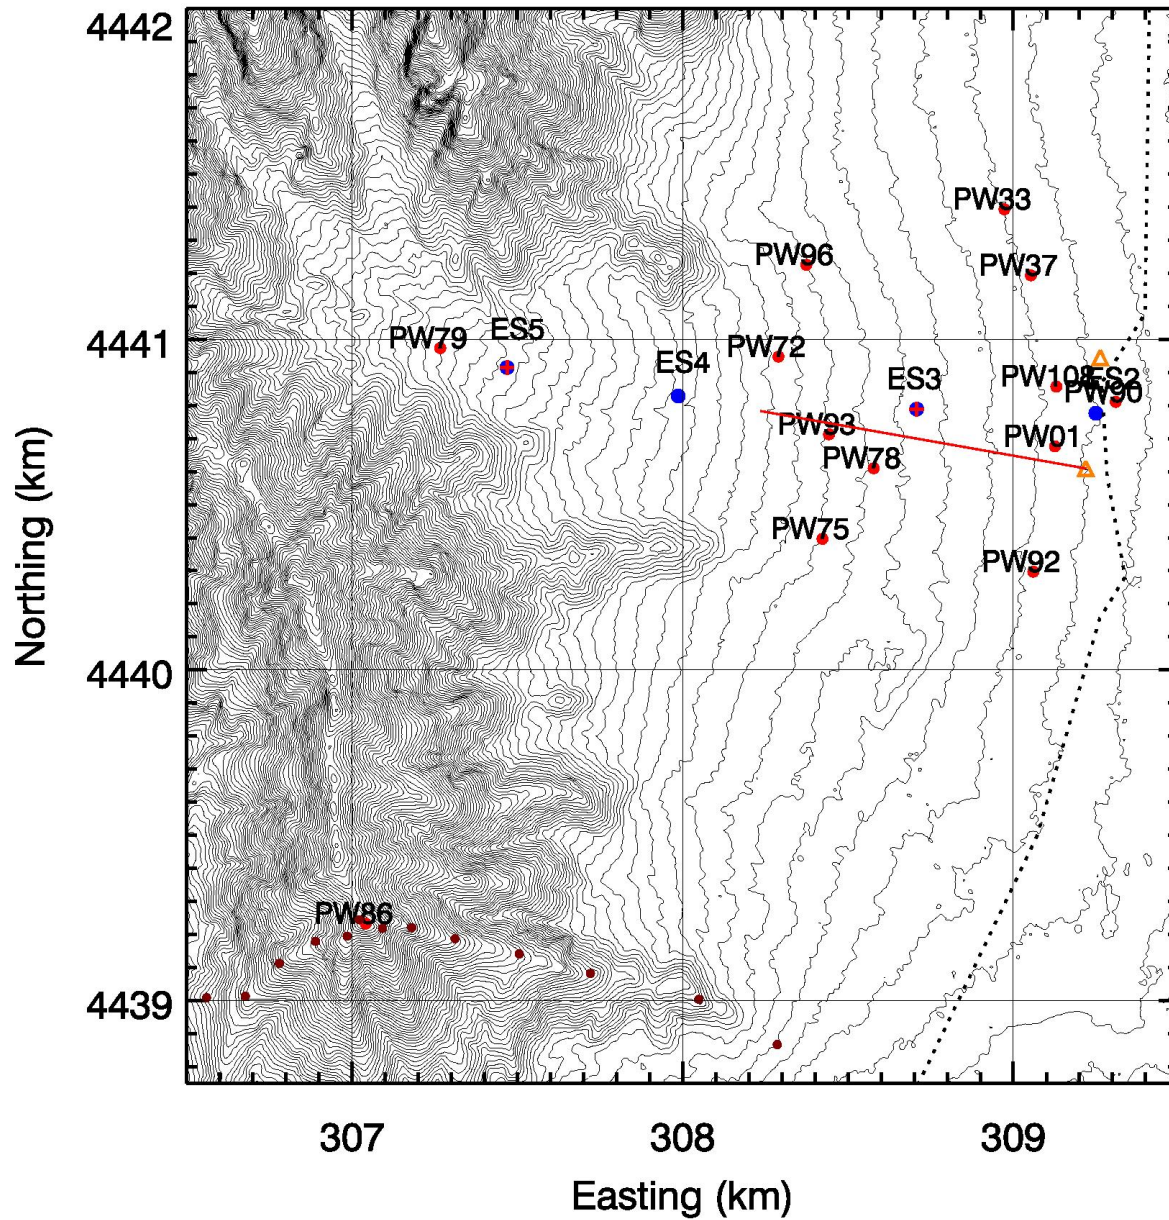 4442
PW33
PW96
PW37
4441
PW79
ES5
PW72
ES4
PW108
ES2
ES3
PW90
PW93
PW01
PW78
PW75
PW92
Northing (km)
4440
PW86
4439
307
308
309
Easting (km)